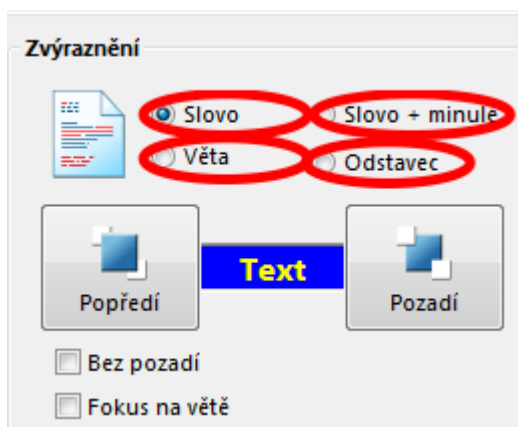 Zvýraznění
Slovo Slovo + minule
Věta Odstavec
Text
Popředí Pozadí
Bez pozadí
Fokus na větě